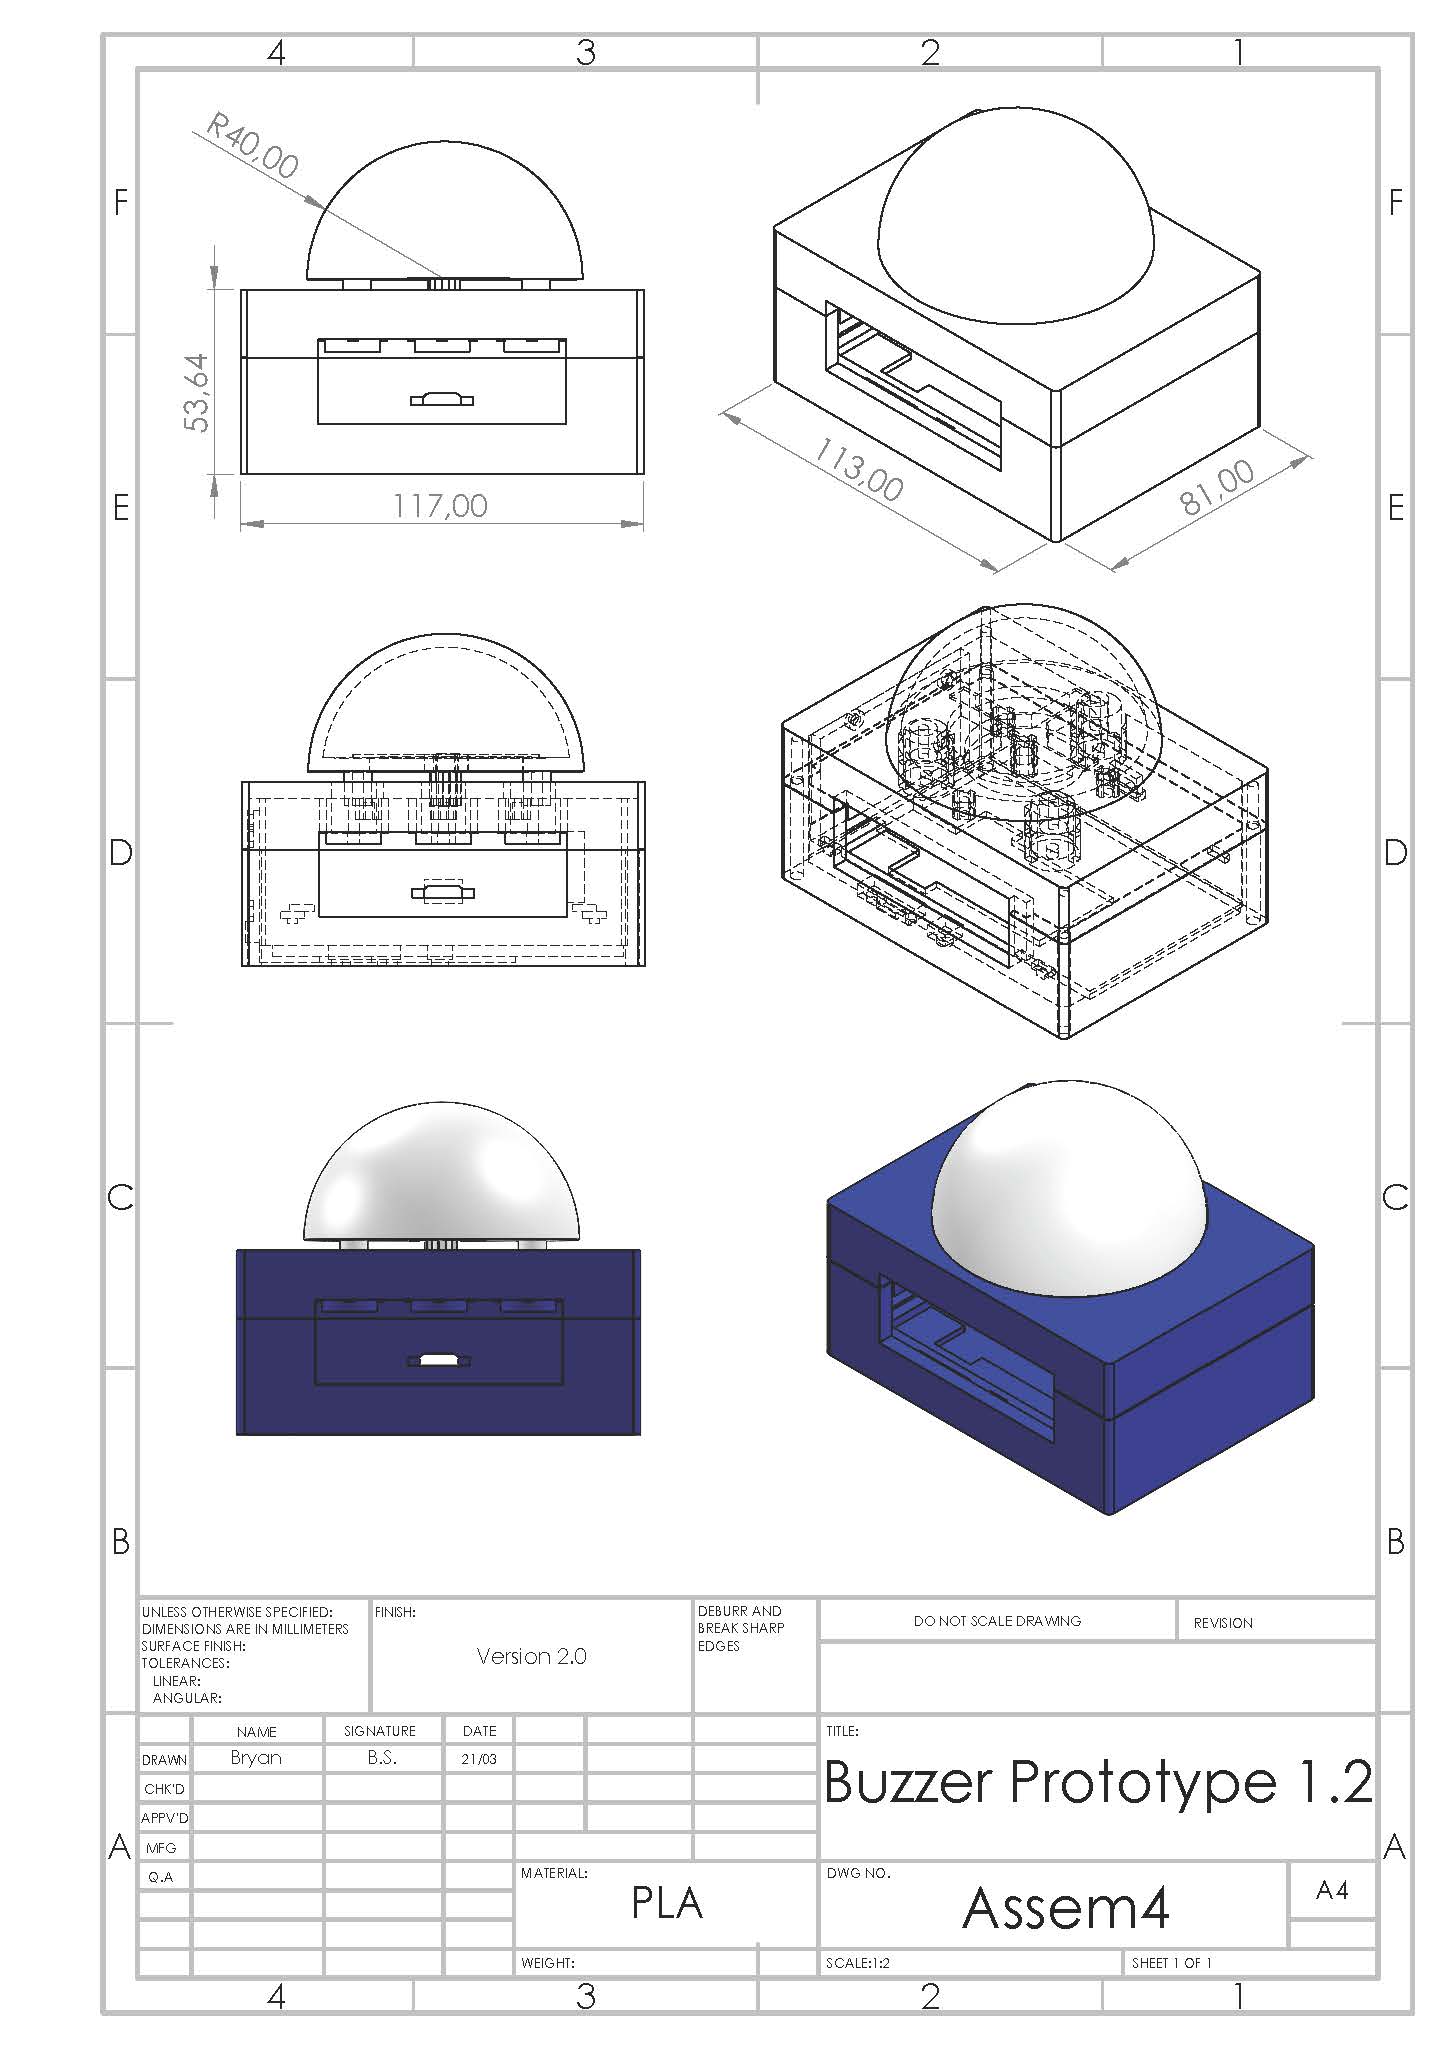 4 3 2 1
F F
R40,00
53,64
117,00
113,00
81,00
E E
D D
C C
B B
UNLESS OTHERWISE SPECIFIED:
DIMENSIONS ARE IN MILLIMETERS
SURFACE FINISH:
TOLERANCES:
LINEAR:
ANGULAR:
FINISH:
Version 2.0
DEBURR AND
BREAK SHARP
EDGES
DO NOT SCALE DRAWING
REVISION
NAME SIGNATURE DATE
DRAWN Bryan B.S. 21/03
CHK'D
APPV'D
MFG
Q.A
TITLE:
Buzzer Prototype 1.2
A A
MATERIAL:
PLA
DWG NO.
Assem4
A4
WEIGHT:
SCALE:1:2
SHEET 1 OF 1
4 3 2 1